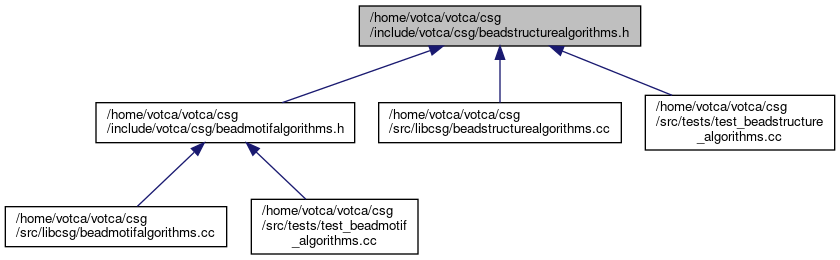 /home/votca/votca/csg
/include/votca/csg/beadstructurealgorithms.h
/home/votca/votca/csg
/include/votca/csg/beadmotifalgorithms.h
/home/votca/votca/csg
/src/libcsg/beadstructurealgorithms.cc
/home/votca/votca/csg
/src/tests/test_beadstructure
_algorithms.cc
/home/votca/votca/csg
/src/libcsg/beadmotifalgorithms.cc
/home/votca/votca/csg
/src/tests/test_beadmotif
_algorithms.cc